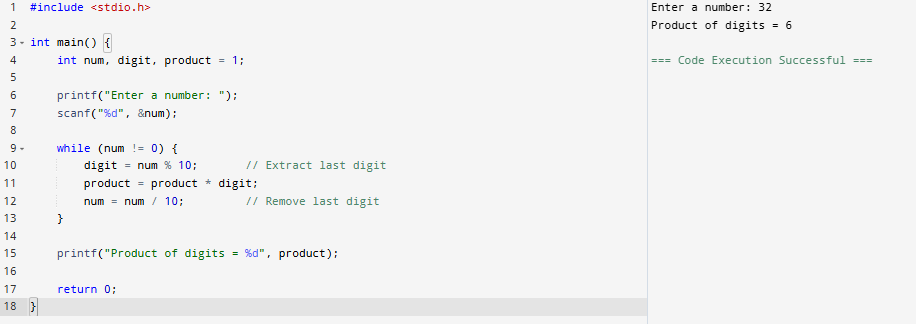 1 #include <stdio.h>
2
3 int main() {
4 int num, digit, product = 1;
5
6 printf("Enter a number: ");
7 scanf("%d", &num);
8
9 while (num != 0) {
10 digit = num % 10; // Extract last digit
11 product = product * digit;
12 num = num / 10; // Remove last digit
13 }
14
15 printf("Product of digits = %d", product);
16
17 return 0;
18 }
Enter a number: 32
Product of digits = 6
=== Code Execution Successful ===